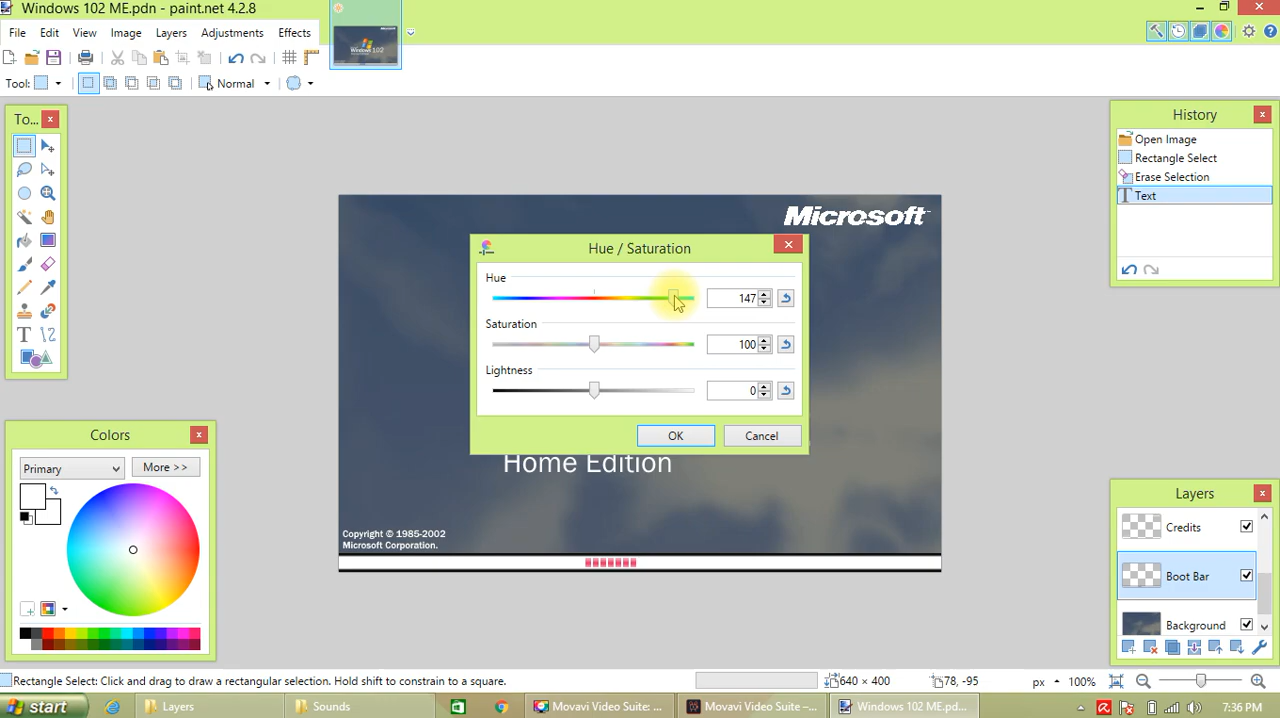 Windows 102 ME.pdn - paint.net 4.2.8
File Edit View Image Layers Adjustments Effects
Windows 102
Tool: Normal
To...
History
Open Image
Rectangle Select
Erase Selection
Text
Microsoft
Hue / Saturation
Hue
147
Saturation
100
Lightness
0
OK Cancel
Home Edition
Copyright © 1985-2002
Microsoft Corporation.
Colors
Primary More >>
Layers
Credits
Boot Bar
Background
Rectangle Select: Click and drag to draw a rectangular selection. Hold shift to constrain to a square. 640 × 400 78, -95 px 100%
start Layers Sounds Movavi Video Suite: ... Movavi Video Suite –... Windows 102 ME.pd... 7:36 PM